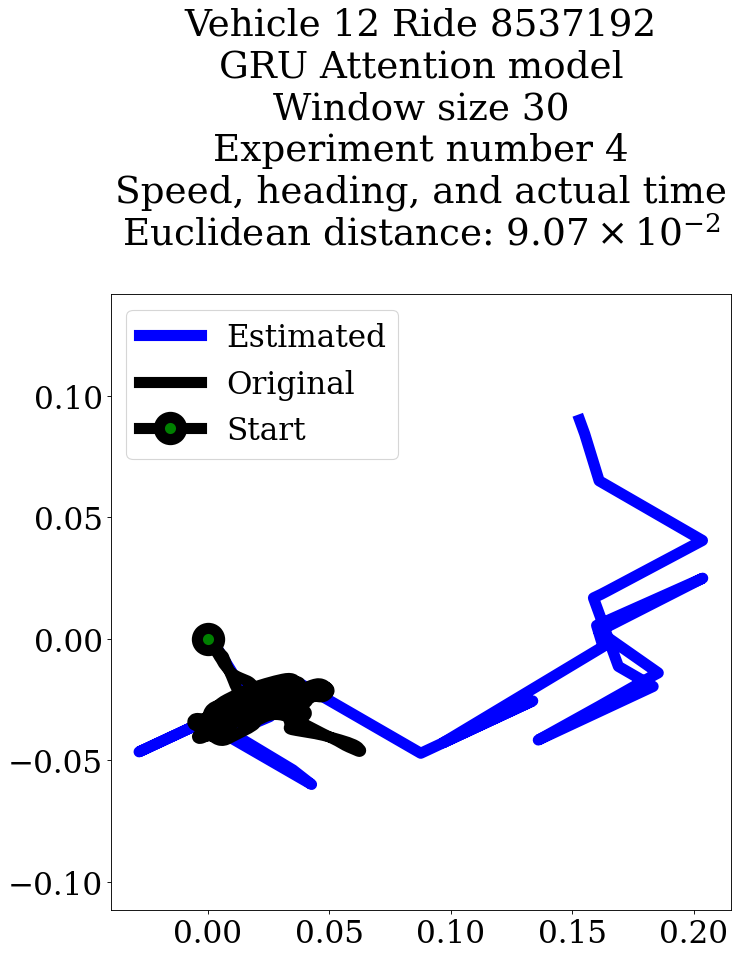 Vehicle 12 Ride 8537192
GRU Attention model
Window size 30
Experiment number 4
Speed, heading, and actual time
Euclidean distance: 9.07 × 10⁻²
Estimated
Original
Start
0.10
0.05
0.00
−0.05
−0.10
0.00 0.05 0.10 0.15 0.20